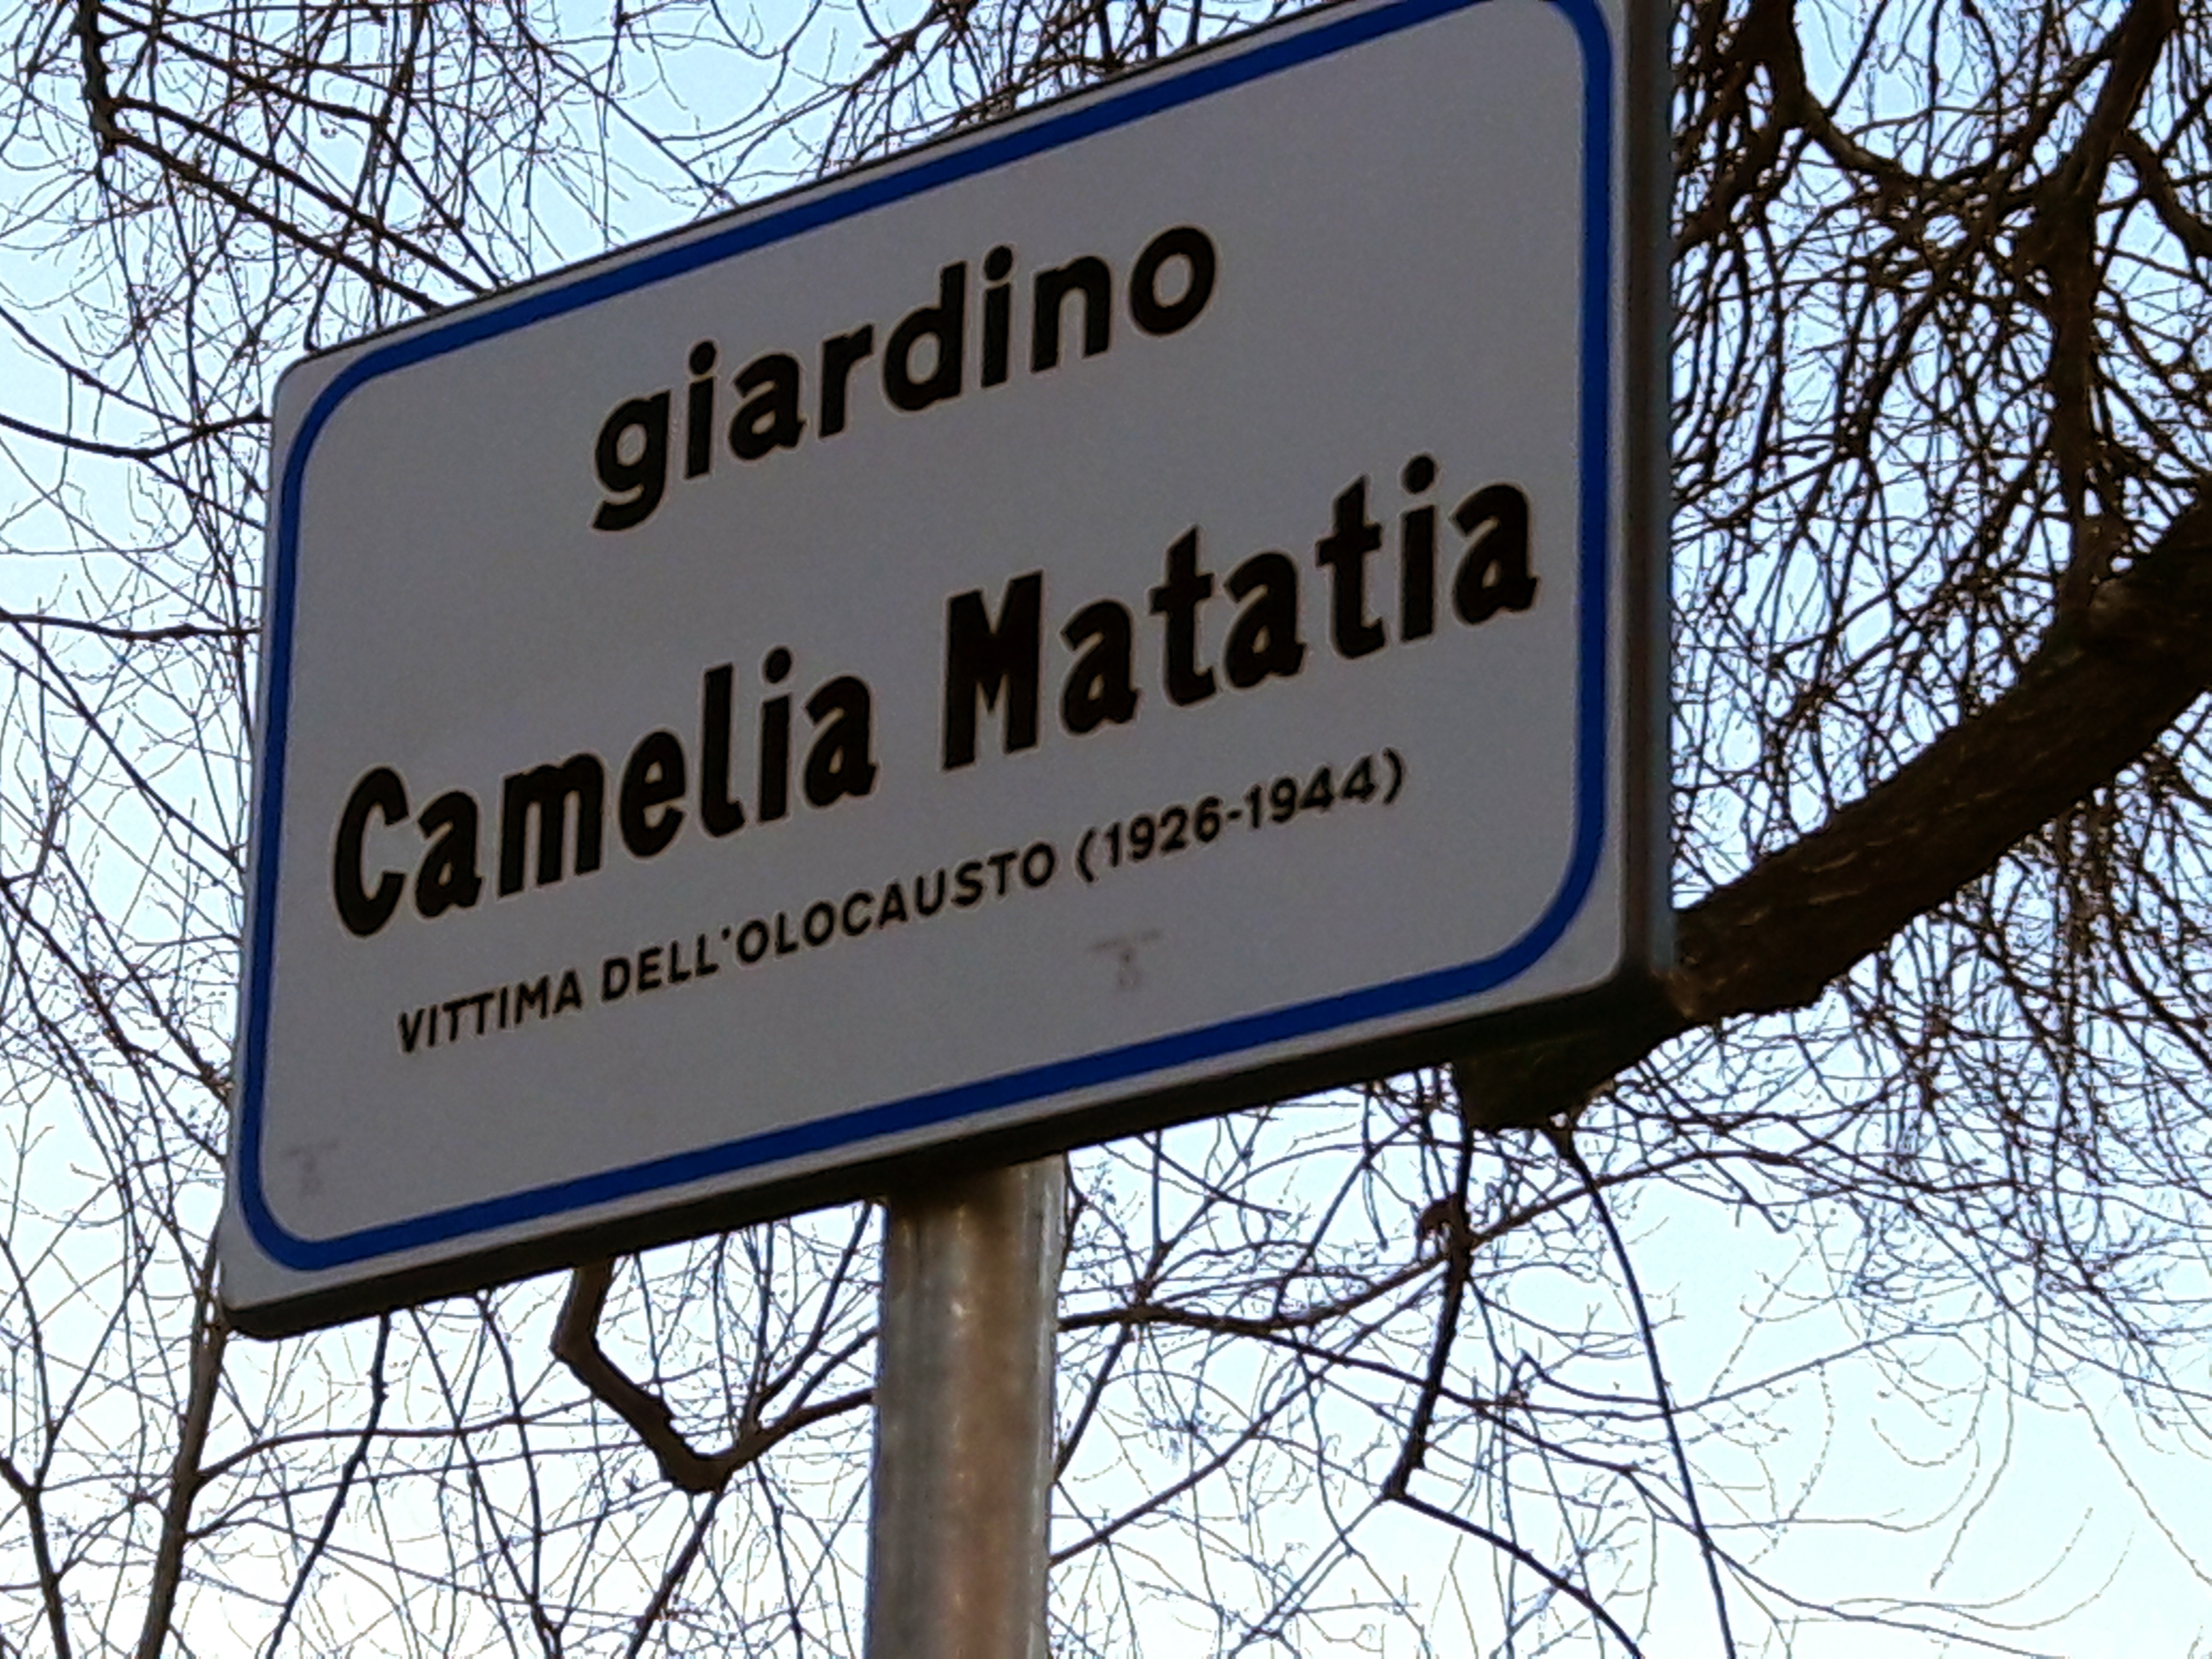 giardino
Camelia Matatia
VITTIMA DELL'OLOCAUSTO (1926-1944)